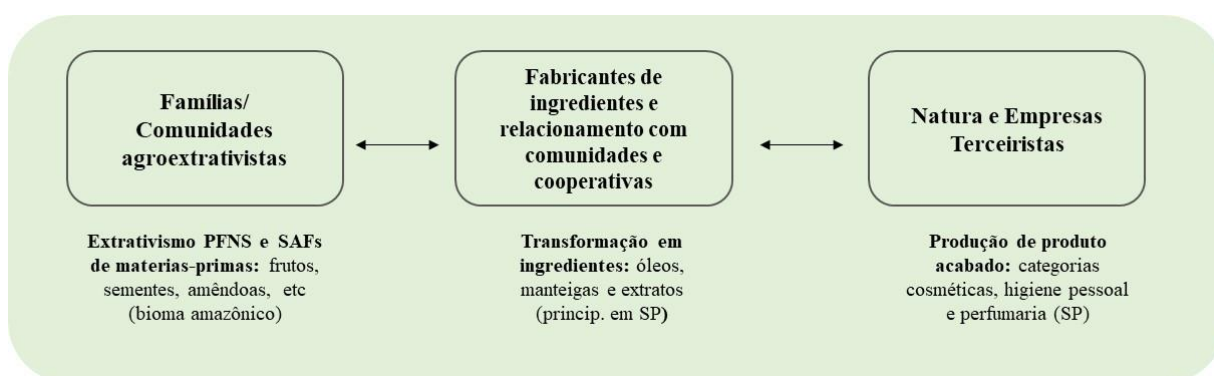 Famílias/
Comunidades
agroextrativistas
Extrativismo PFNS e SAFs
de materias-primas: frutos,
sementes, amêndoas, etc
(bioma amazônico)
Fabricantes de
ingredientes e
relacionamento com
comunidades e
cooperativas
Transformação em
ingredientes: óleos,
manteigas e extratos
(princip. em SP)
Natura e Empresas
Terceiristas
Produção de produto
acabado: categorias
cosméticas, higiene pessoal
e perfumaria (SP)